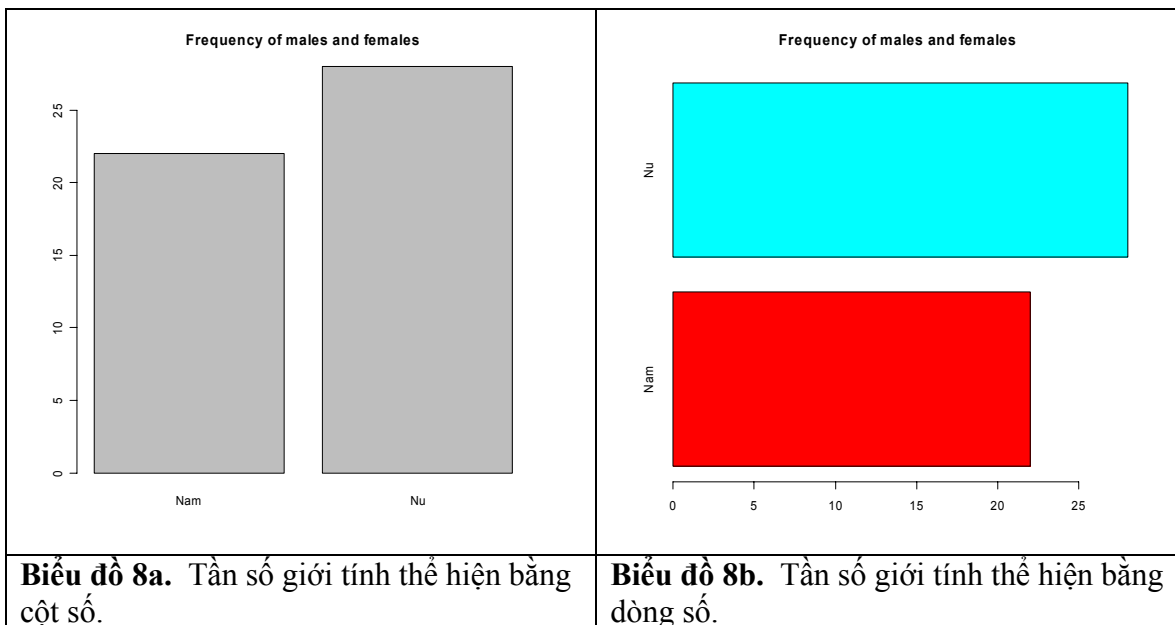 Frequency of males and females
25
20
15
10
5
0
Nam
Nu
Biểu đồ 8a. Tần số giới tính thể hiện bằng
cột số.
Frequency of males and females
Nu
Nam
0 5 10 15 20 25
Biểu đồ 8b. Tần số giới tính thể hiện bằng
dòng số.